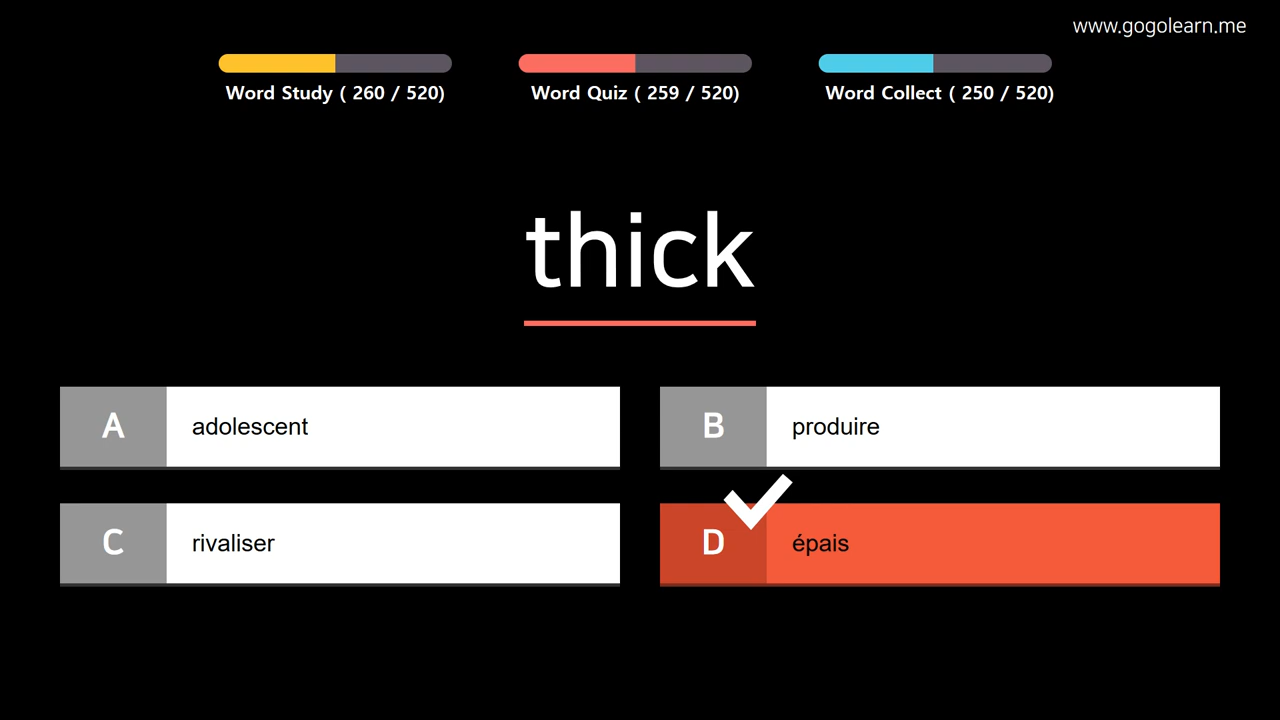 www.gogolearn.me
Word Study ( 260 / 520)
Word Quiz ( 259 / 520)
Word Collect ( 250 / 520)
thick
A adolescent
B produire
C rivaliser
D épais